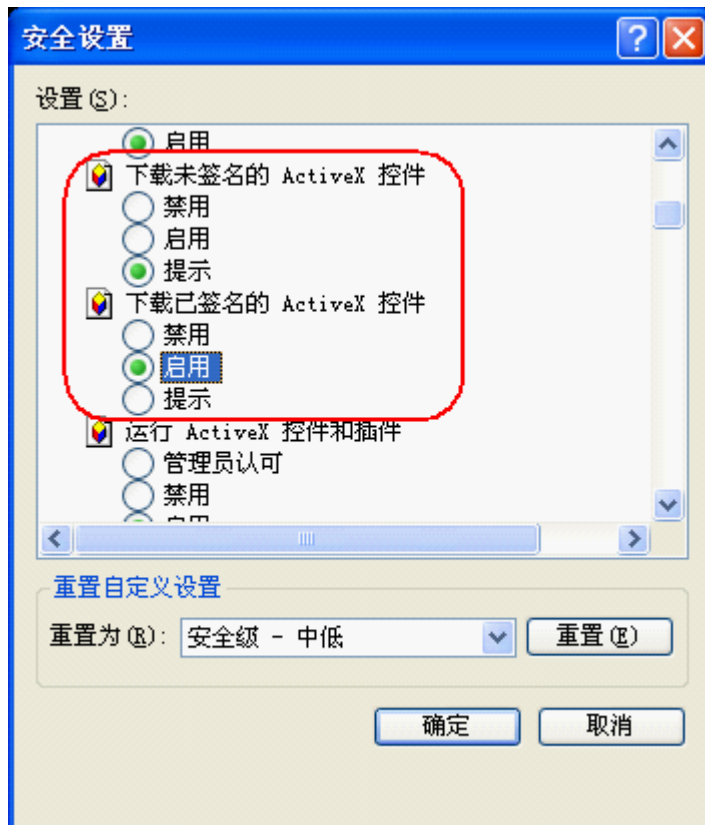 安全设置
设置(S):
启用
下载未签名的 ActiveX 控件
禁用
启用
提示
下载已签名的 ActiveX 控件
禁用
启用
提示
运行 ActiveX 控件和插件
管理员认可
禁用
启用
重置自定义设置
重置为(R): 安全级 - 中低 重置(E)
确定 取消